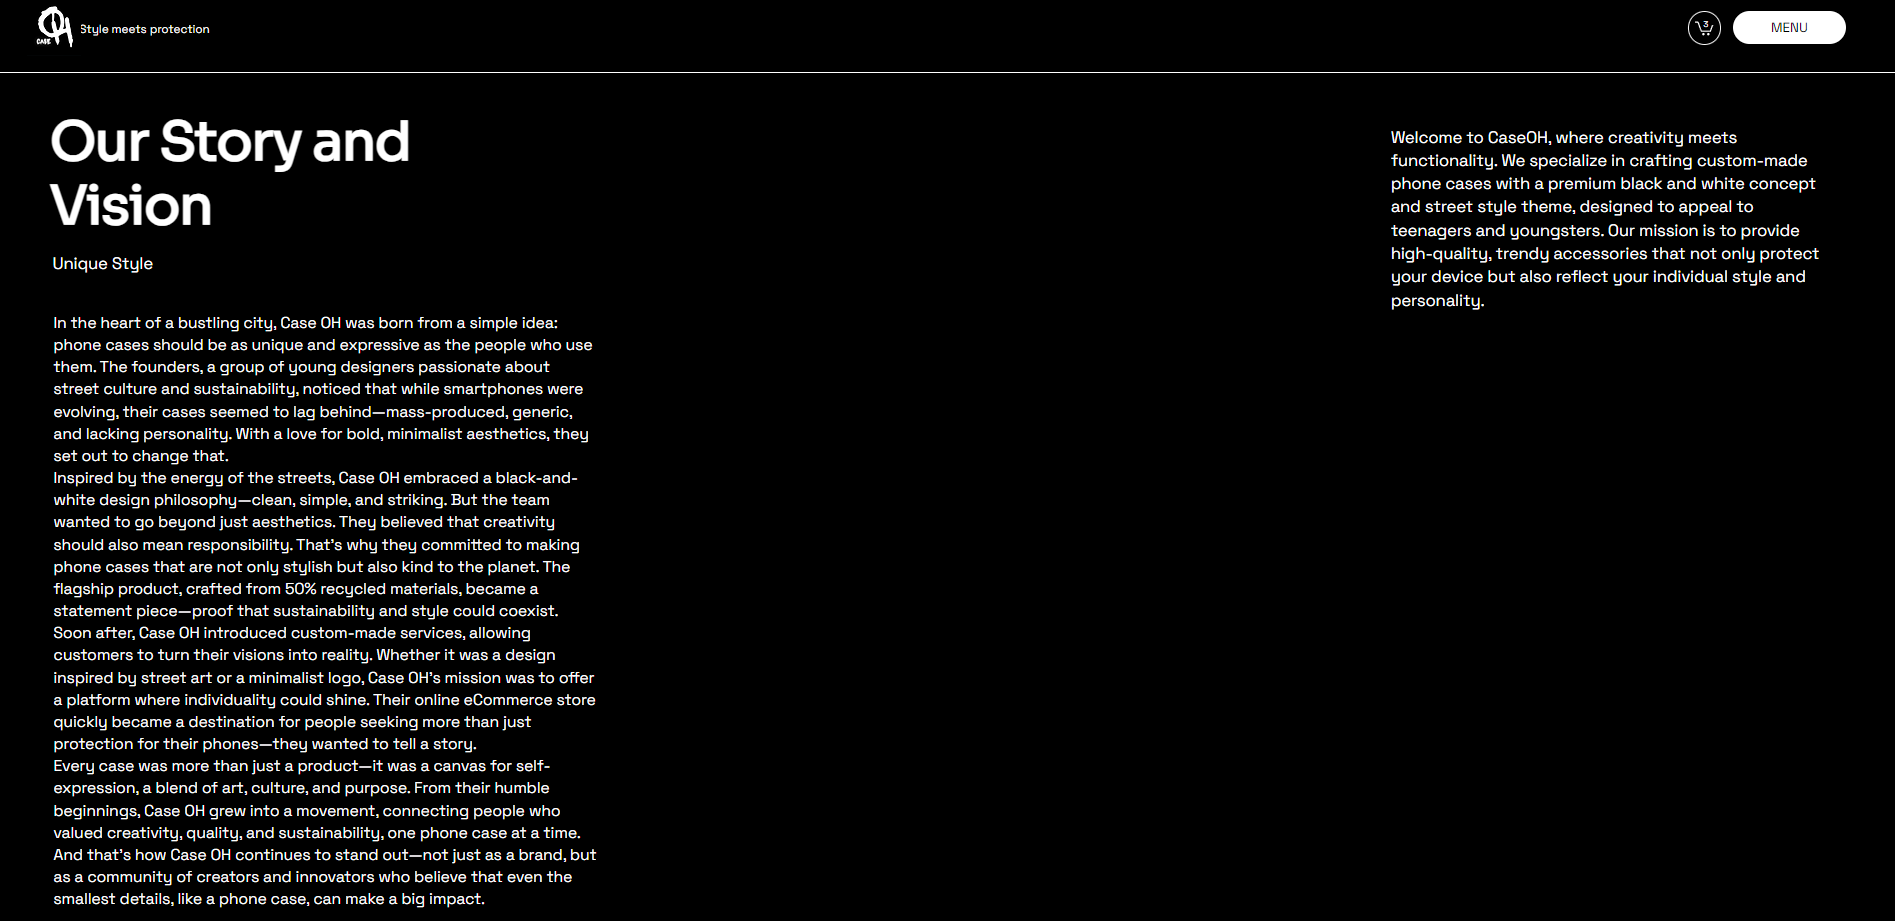 OH
CASE
Style meets protection
3
MENU
Our Story and
Vision
Unique Style
In the heart of a bustling city, Case OH was born from a simple idea:
phone cases should be as unique and expressive as the people who use
them. The founders, a group of young designers passionate about
street culture and sustainability, noticed that while smartphones were
evolving, their cases seemed to lag behind—mass-produced, generic,
and lacking personality. With a love for bold, minimalist aesthetics, they
set out to change that.
Inspired by the energy of the streets, Case OH embraced a black-and-
white design philosophy—clean, simple, and striking. But the team
wanted to go beyond just aesthetics. They believed that creativity
should also mean responsibility. That's why they committed to making
phone cases that are not only stylish but also kind to the planet. The
flagship product, crafted from 50% recycled materials, became a
statement piece—proof that sustainability and style could coexist.
Soon after, Case OH introduced custom-made services, allowing
customers to turn their visions into reality. Whether it was a design
inspired by street art or a minimalist logo, Case OH's mission was to offer
a platform where individuality could shine. Their online eCommerce store
quickly became a destination for people seeking more than just
protection for their phones—they wanted to tell a story.
Every case was more than just a product—it was a canvas for self-
expression, a blend of art, culture, and purpose. From their humble
beginnings, Case OH grew into a movement, connecting people who
valued creativity, quality, and sustainability, one phone case at a time.
And that's how Case OH continues to stand out—not just as a brand, but
as a community of creators and innovators who believe that even the
smallest details, like a phone case, can make a big impact.
Welcome to CaseOH, where creativity meets
functionality. We specialize in crafting custom-made
phone cases with a premium black and white concept
and street style theme, designed to appeal to
teenagers and youngsters. Our mission is to provide
high-quality, trendy accessories that not only protect
your device but also reflect your individual style and
personality.